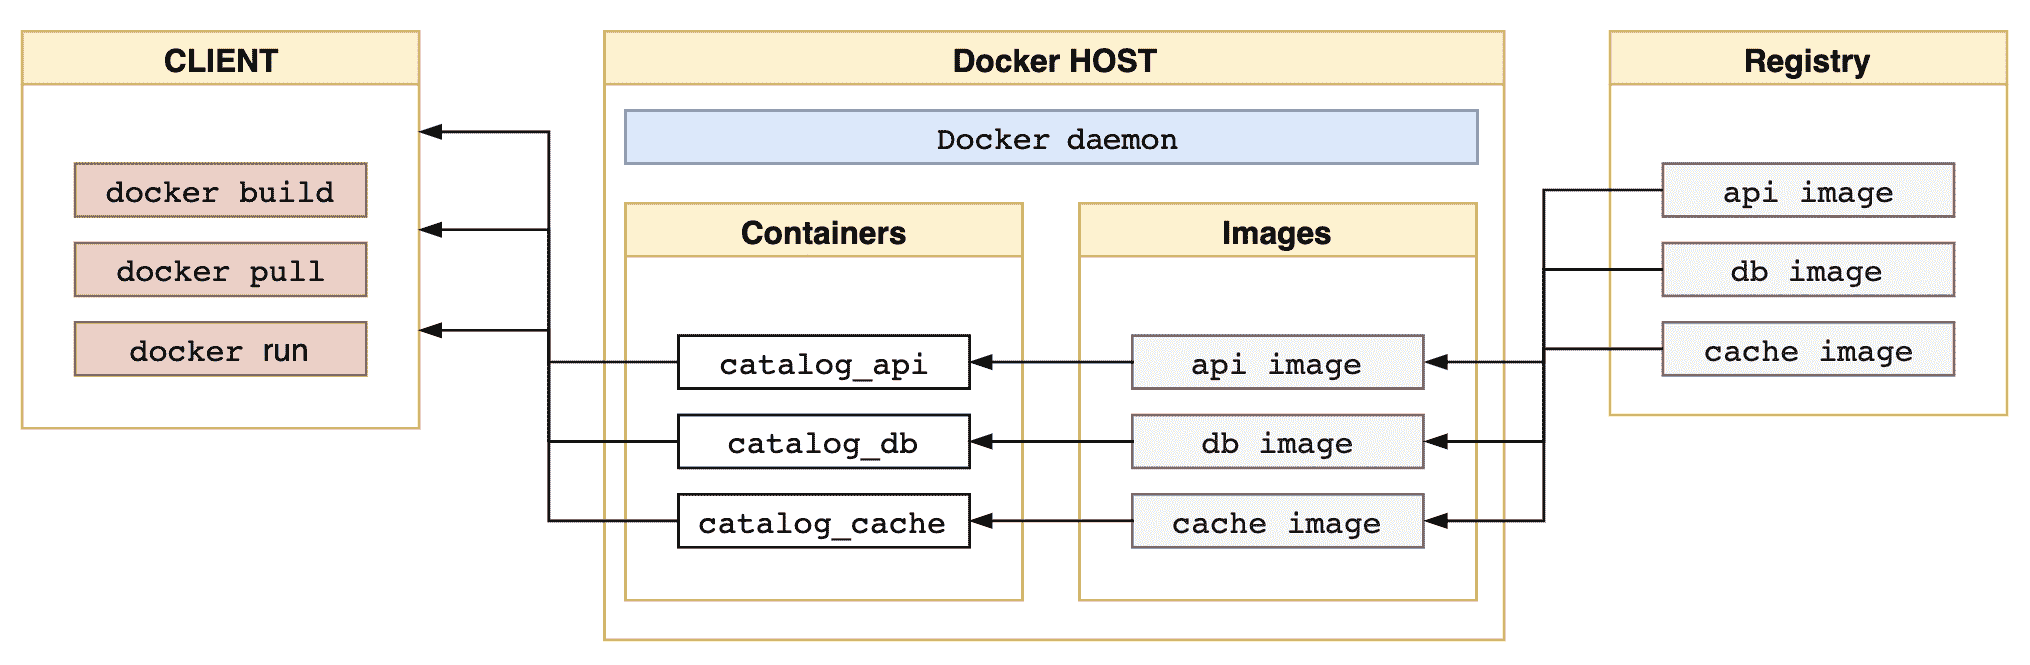 CLIENT
docker build
docker pull
docker run
Docker HOST
Docker daemon
Containers
catalog_api
catalog_db
catalog_cache
Images
api image
db image
cache image
Registry
api image
db image
cache image